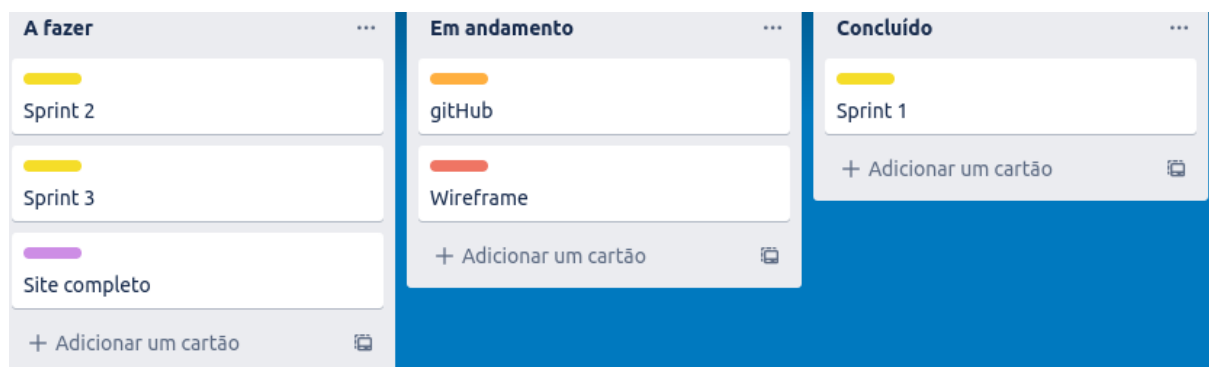 A fazer
Sprint 2
Sprint 3
Site completo
+ Adicionar um cartão
Em andamento
gitHub
Wireframe
+ Adicionar um cartão
Concluído
Sprint 1
+ Adicionar um cartão